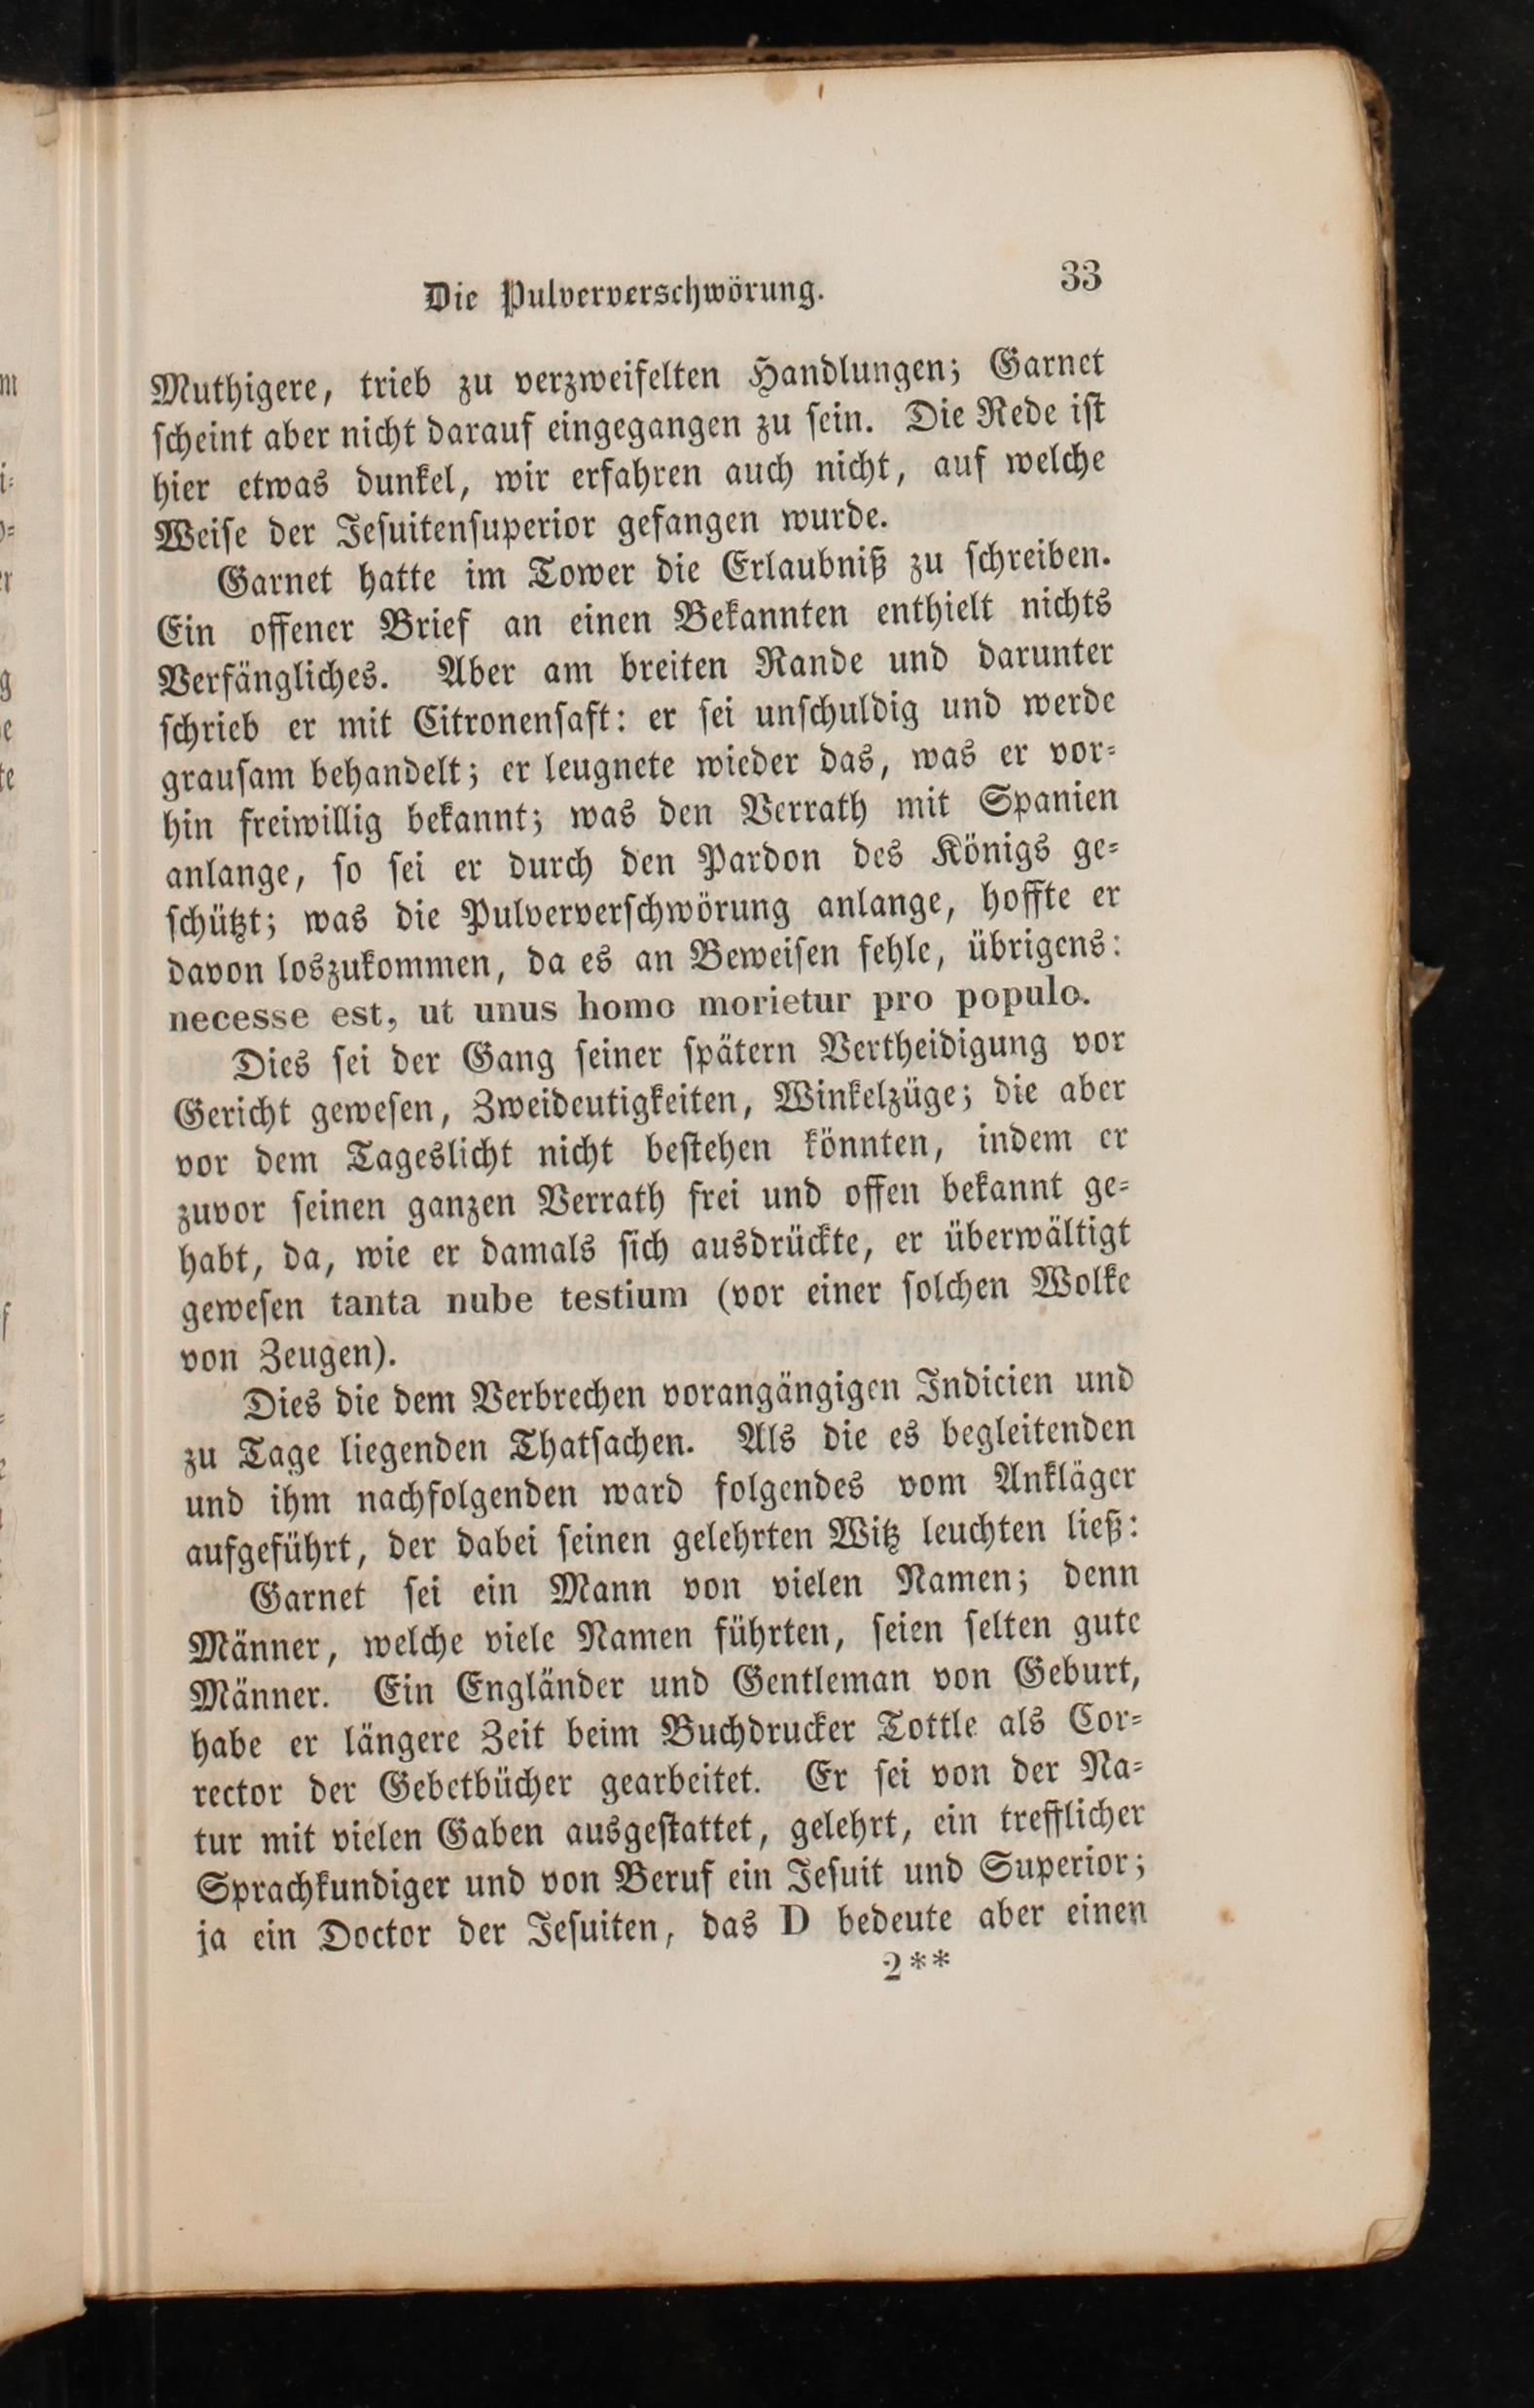 Die Pulververschwörung. 33
Muthigere, trieb zu verzweifelten Handlungen; Garnet
ſcheint aber nicht darauf eingegangen zu ſein. Die Rede iſt
hier etwas dunkel, wir erfahren auch nicht, auf welche
Weiſe der Jeſuitenſuperior gefangen wurde.
Garnet hatte im Tower die Erlaubniß zu ſchreiben.
Ein offener Brief an einen Bekannten enthielt nichts
Verfängliches. Aber am breiten Rande und darunter
ſchrieb er mit Citronenſaft: er ſei unſchuldig und werde
grauſam behandelt; er leugnete wieder das, was er vor-
hin freiwillig bekannt; was den Verrath mit Spanien
anlange, ſo ſei er durch den Pardon des Königs ge-
ſchützt; was die Pulververſchwörung anlange, hoffte er
davon loszukommen, da es an Beweiſen fehle, übrigens:
necesse est, ut unus homo morietur pro populo.
Dies ſei der Gang ſeiner ſpätern Vertheidigung vor
Gericht geweſen, Zweideutigkeiten, Winkelzüge; die aber
vor dem Tageslicht nicht beſtehen könnten, indem er
zuvor ſeinen ganzen Verrath frei und offen bekannt ge-
habt, da, wie er damals ſich ausdrückte, er überwältigt
geweſen tanta nube testium (vor einer ſolchen Wolke
von Zeugen).
Dies die dem Verbrechen vorangängigen Indicien und
zu Tage liegenden Thatſachen. Als die es begleitenden
und ihm nachfolgenden ward folgendes vom Ankläger
aufgeführt, der dabei ſeinen gelehrten Witz leuchten ließ:
Garnet ſei ein Mann von vielen Namen; denn
Männer, welche viele Namen führten, ſeien ſelten gute
Männer. Ein Engländer und Gentleman von Geburt,
habe er längere Zeit beim Buchdrucker Tottle als Cor-
rector der Gebetbücher gearbeitet. Er ſei von der Na-
tur mit vielen Gaben ausgeſtattet, gelehrt, ein trefflicher
Sprachkundiger und von Beruf ein Jeſuit und Superior;
ja ein Doctor der Jeſuiten, das D bedeute aber einen
2**